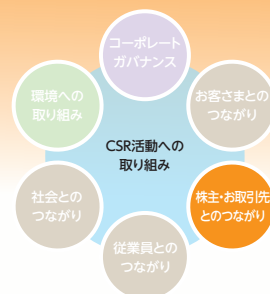 コーポレート
ガバナンス
環境への
取り組み
お客さまとの
つながり
CSR活動への
取り組み
社会との
つながり
株主・お取引先
とのつながり
従業員との
つながり